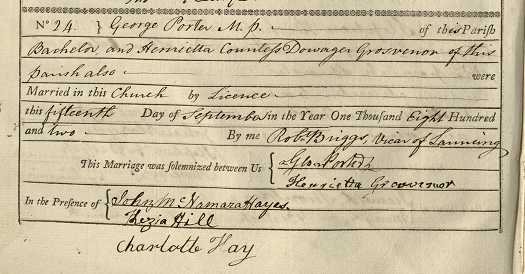 No 24. } George Porter M.p. of this Parish
Bachelor and Henrietta Countess Dowager Grosvenor of this
parish also were
Married in this Church by Licence
this fifteenth Day of September in the Year One Thousand Eight Hundred
and two By me Robt Briggs, Vicar of Lancing
This Marriage was solemnized between Us { Geo Porter
Henrietta Grosvenor
In the Presence of { John McNamara Hayes
Thezia Hill
Charlotte Hay